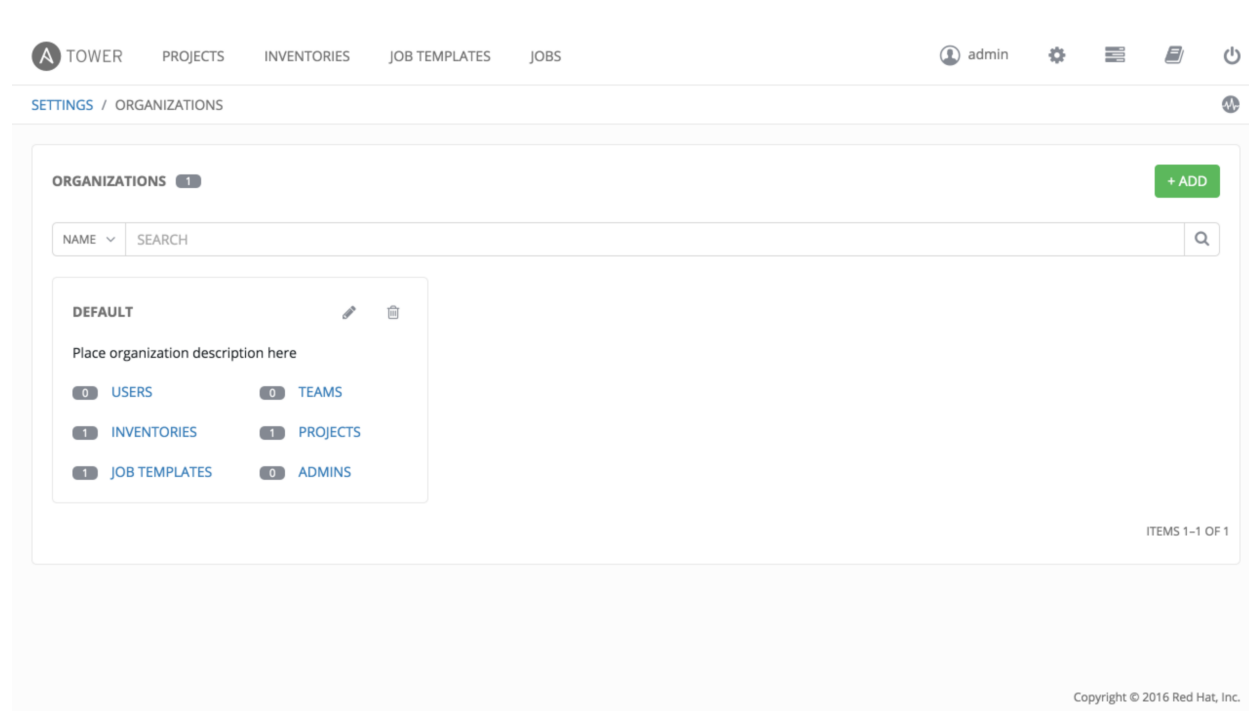 A TOWER PROJECTS INVENTORIES JOB TEMPLATES JOBS admin
SETTINGS / ORGANIZATIONS
ORGANIZATIONS 1 + ADD
NAME SEARCH
DEFAULT
Place organization description here
0 USERS 0 TEAMS
1 INVENTORIES 1 PROJECTS
1 JOB TEMPLATES 0 ADMINS
ITEMS 1–1 OF 1
Copyright © 2016 Red Hat, Inc.